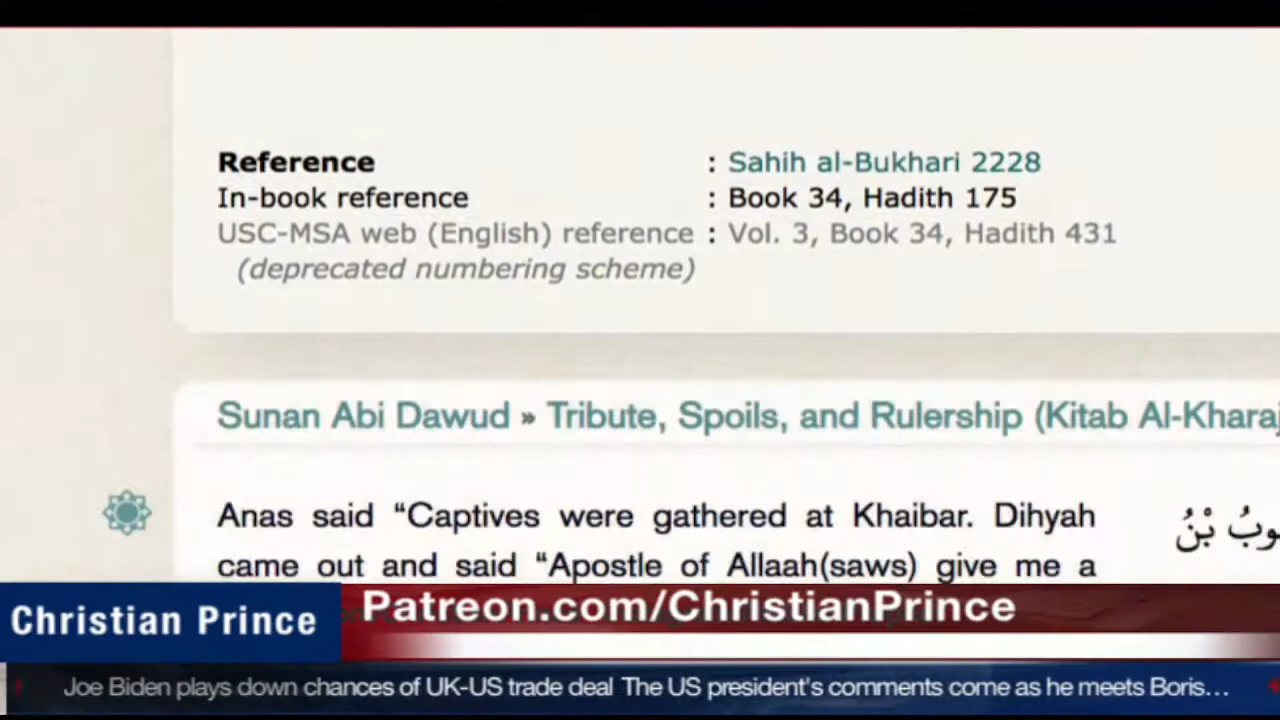 Reference : Sahih al-Bukhari 2228
In-book reference : Book 34, Hadith 175
USC-MSA web (English) reference : Vol. 3, Book 34, Hadith 431
(deprecated numbering scheme)
Sunan Abi Dawud » Tribute, Spoils, and Rulership (Kitab Al-Kharaj
Anas said “Captives were gathered at Khaibar. Dihyah
came out and said “Apostle of Allaah(saws) give me a
Christian Prince
Patreon.com/ChristianPrince
Joe Biden plays down chances of UK-US trade deal The US president's comments come as he meets Boris...